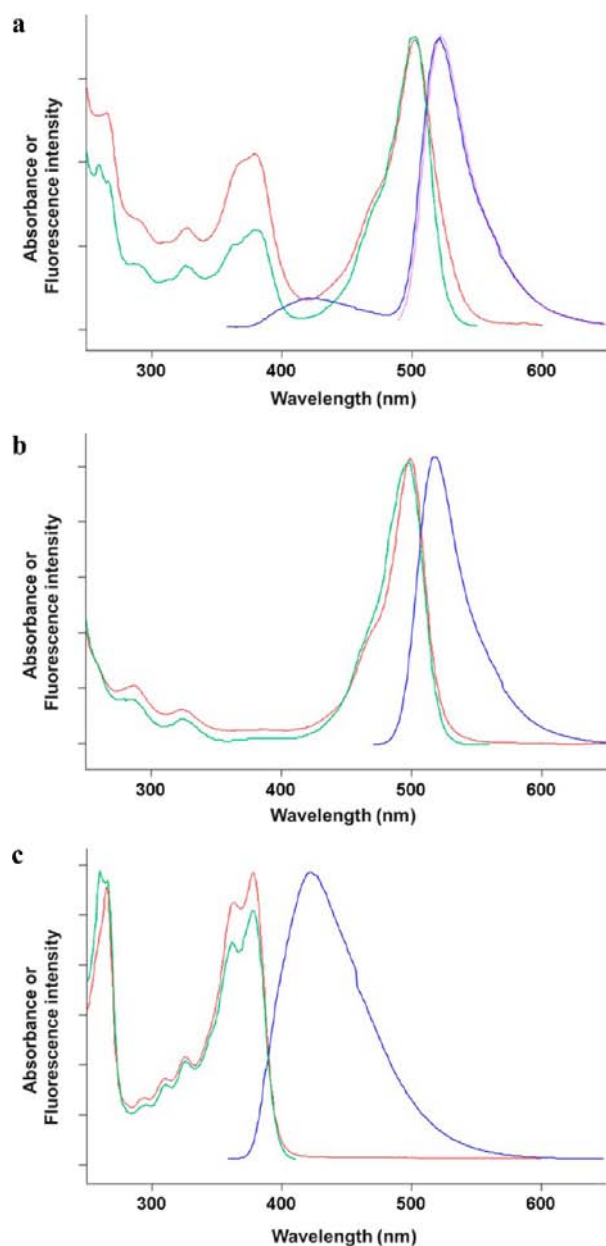 a
Absorbance or
Fluorescence intensity
300
400
500
600
Wavelength (nm)
b
Absorbance or
Fluorescence intensity
300
400
500
600
Wavelength (nm)
c
Absorbance or
Fluorescence intensity
300
400
500
600
Wavelength (nm)